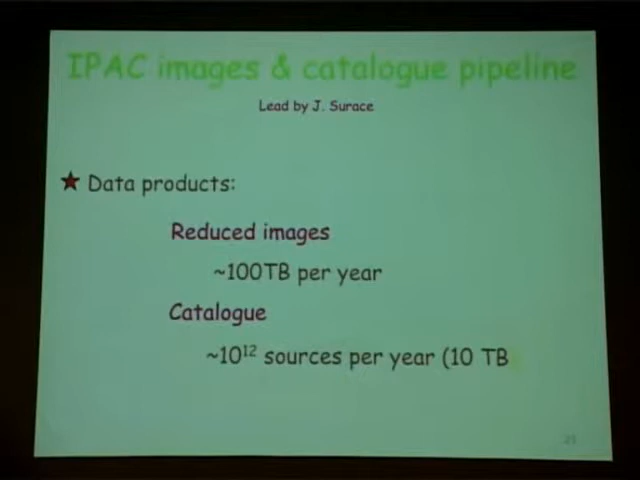 IPAC images & catalogue pipeline
Lead by J. Surace
Data products:
Reduced images
~100TB per year
Catalogue
~10¹² sources per year (10 TB